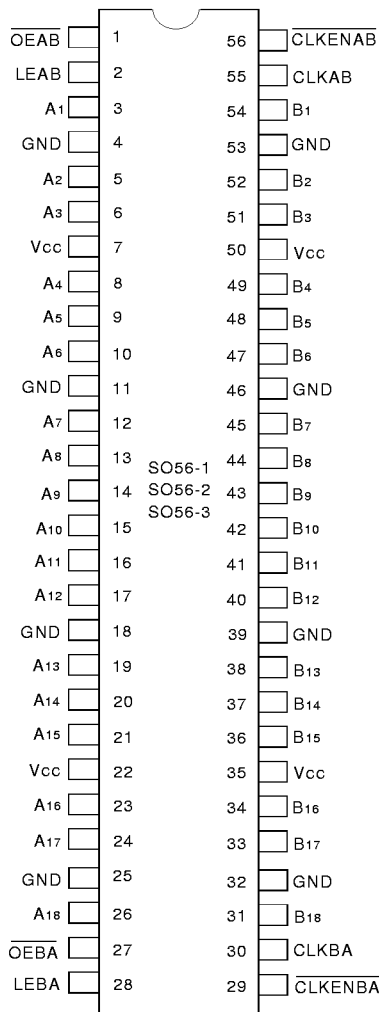 OEAB 1 56 CLKENAB
LEAB 2 55 CLKAB
A1 3 54 B1
GND 4 53 GND
A2 5 52 B2
A3 6 51 B3
Vcc 7 50 Vcc
A4 8 49 B4
A5 9 48 B5
A6 10 47 B6
GND 11 46 GND
A7 12 45 B7
A8 13 44 B8
SO56-1
A9 14 SO56-2 43 B9
SO56-3
A10 15 42 B10
A11 16 41 B11
A12 17 40 B12
GND 18 39 GND
A13 19 38 B13
A14 20 37 B14
A15 21 36 B15
Vcc 22 35 Vcc
A16 23 34 B16
A17 24 33 B17
GND 25 32 GND
A18 26 31 B18
OEBA 27 30 CLKBA
LEBA 28 29 CLKENBA